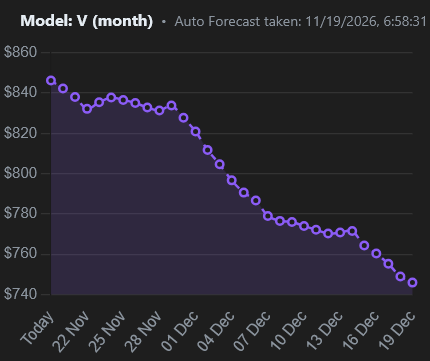 Model: V (month) • Auto Forecast taken: 11/19/2026, 6:58:31
$860
$840
$820
$800
$780
$760
$740
Today
22 Nov
25 Nov
28 Nov
01 Dec
04 Dec
07 Dec
10 Dec
13 Dec
16 Dec
19 Dec